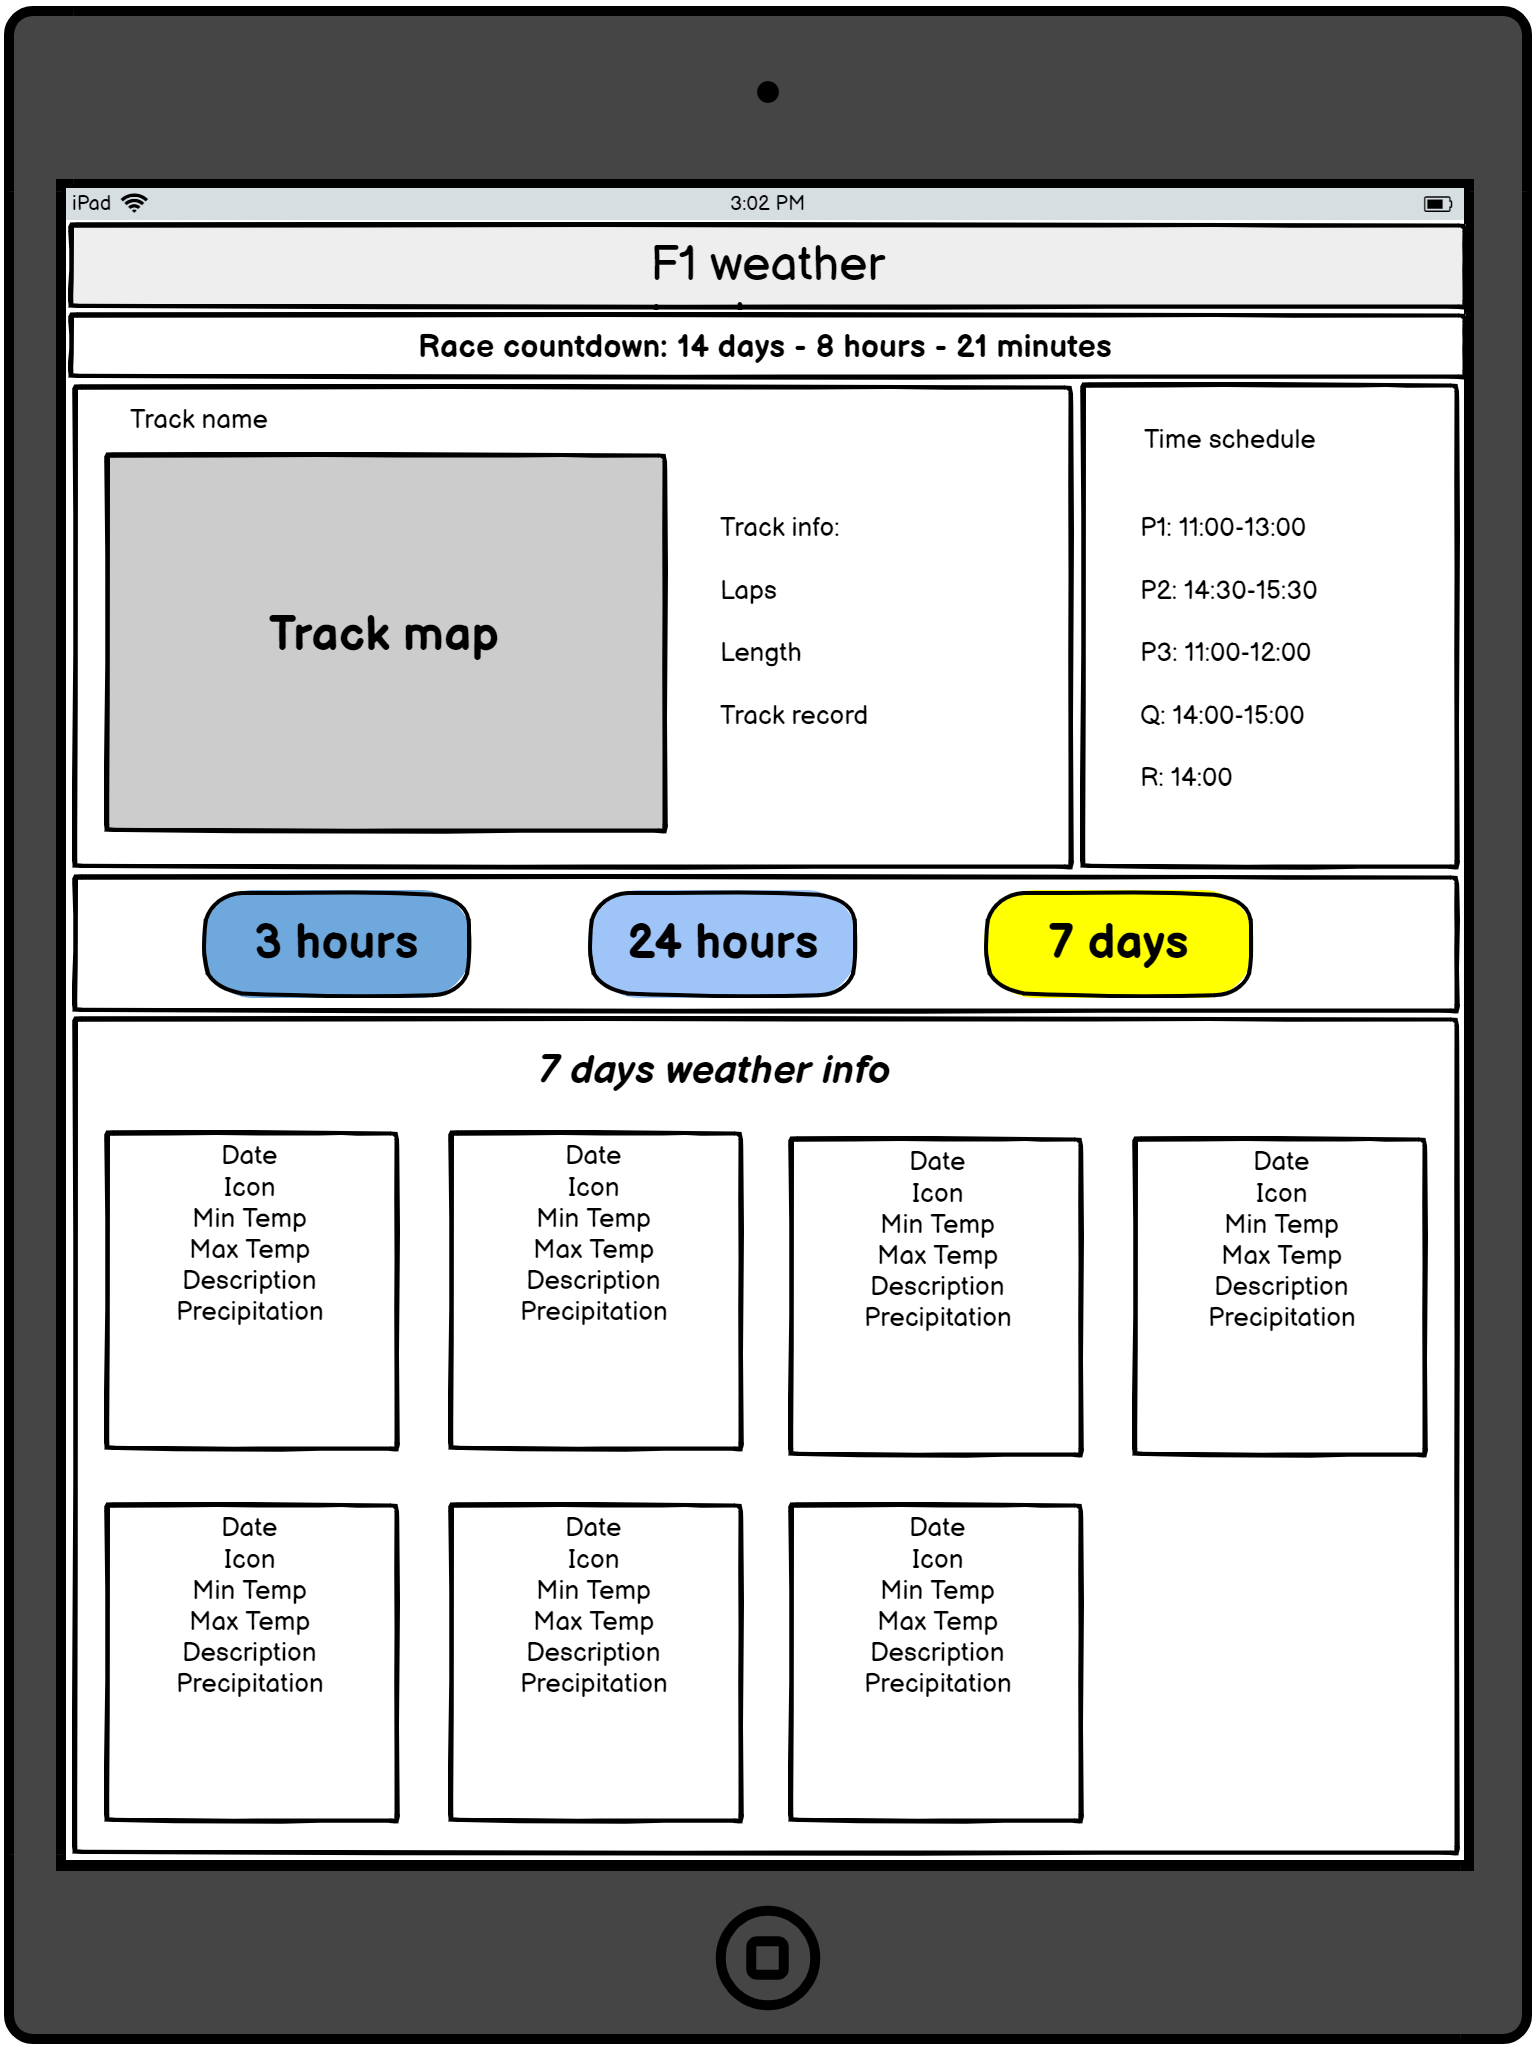 iPad
3:02 PM
F1 weather
Race countdown: 14 days - 8 hours - 21 minutes
Track name
Track map
Track info:
Laps
Length
Track record
Time schedule
P1: 11:00-13:00
P2: 14:30-15:30
P3: 11:00-12:00
Q: 14:00-15:00
R: 14:00
3 hours
24 hours
7 days
7 days weather info
Date
Icon
Min Temp
Max Temp
Description
Precipitation
Date
Icon
Min Temp
Max Temp
Description
Precipitation
Date
Icon
Min Temp
Max Temp
Description
Precipitation
Date
Icon
Min Temp
Max Temp
Description
Precipitation
Date
Icon
Min Temp
Max Temp
Description
Precipitation
Date
Icon
Min Temp
Max Temp
Description
Precipitation
Date
Icon
Min Temp
Max Temp
Description
Precipitation